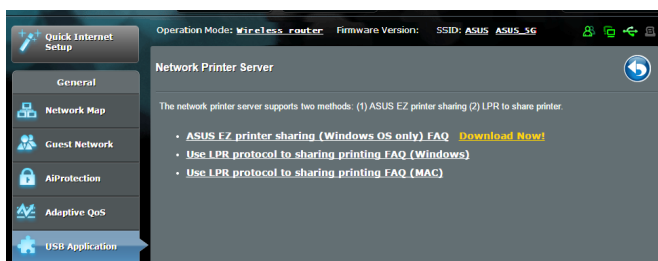 Quick Internet
Setup
Operation Mode: Wireless router Firmware Version: SSID: ASUS ASUS_5G
Network Printer Server
General
The network printer server supports two methods: (1) ASUS EZ printer sharing (2) LPR to share printer.
Network Map
ASUS EZ printer sharing (Windows OS only) FAQ Download Now!
Guest Network
Use LPR protocol to sharing printing FAQ (Windows)
Use LPR protocol to sharing printing FAQ (MAC)
AiProtection
Adaptive QoS
USB Application